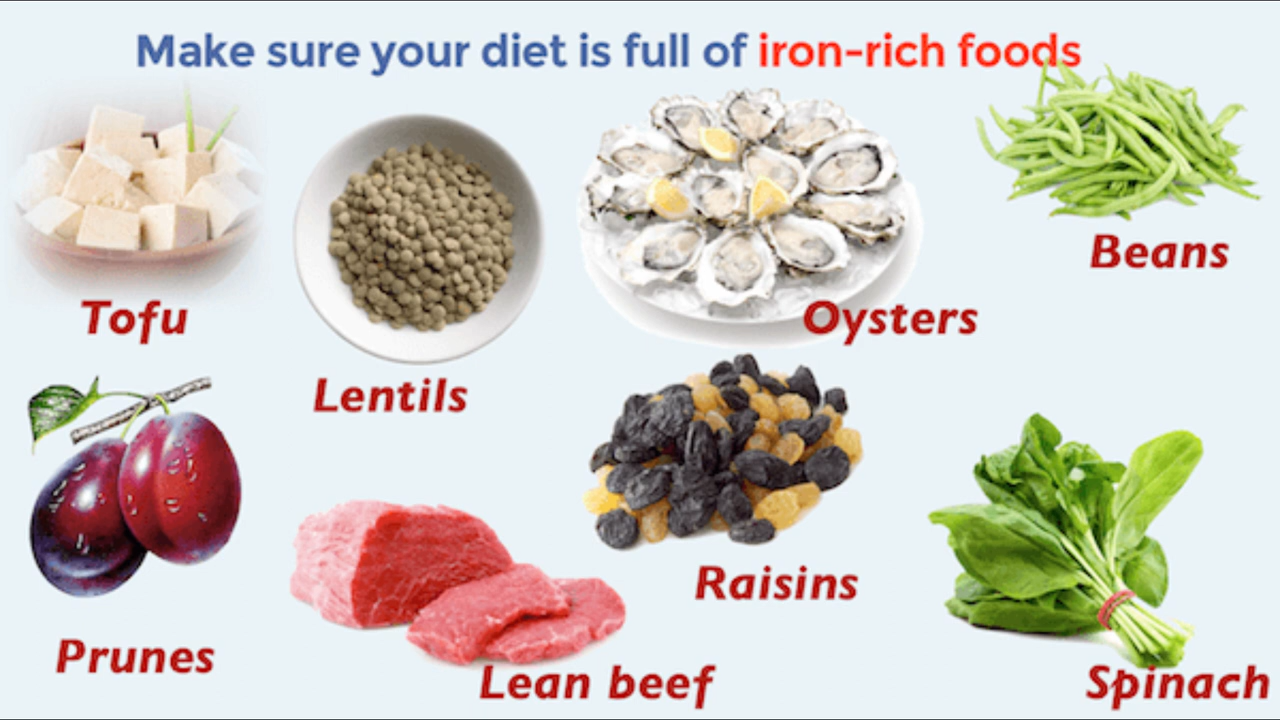 Make sure your diet is full of iron-rich foods
Beans
Tofu
Oysters
Lentils
Raisins
Prunes
Lean beef
Spinach